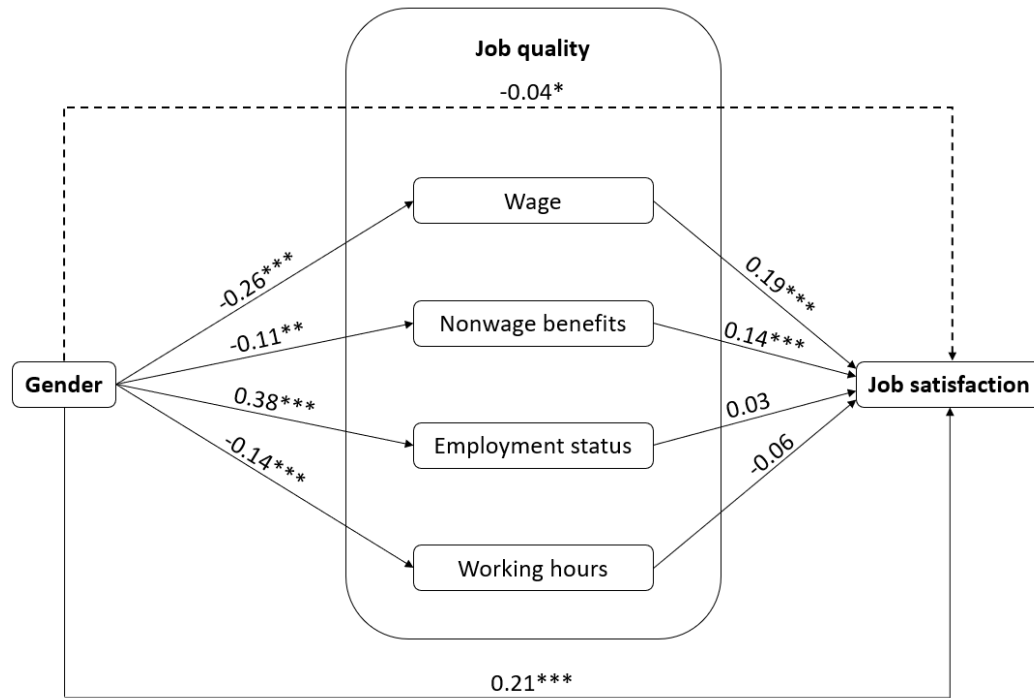 Job quality
-0.04*
Wage
-0.26***
0.19***
Nonwage benefits
-0.11**
0.14***
Gender
Job satisfaction
0.38***
0.03
Employment status
-0.14***
-0.06
Working hours
0.21***